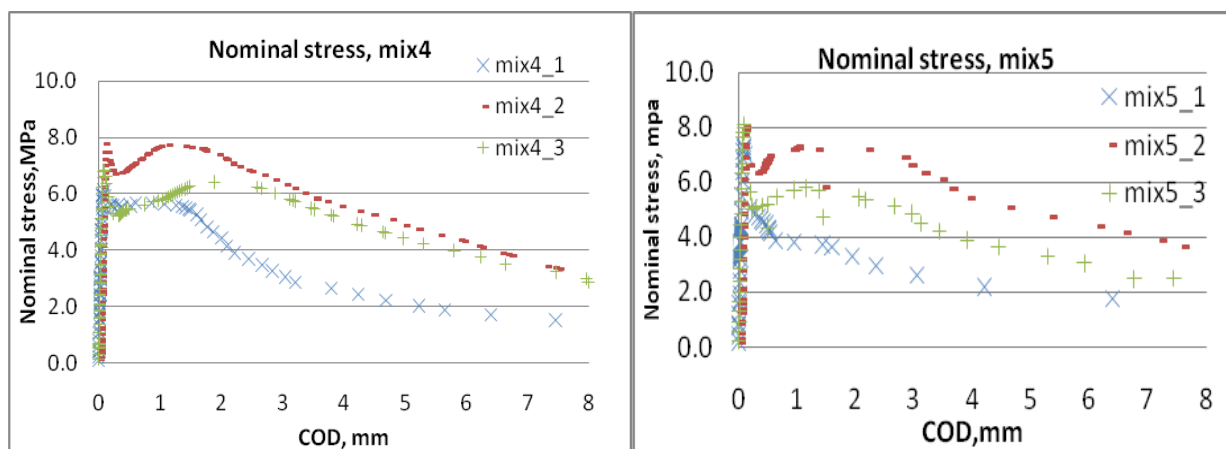 Nominal stress, mix4
mix4_1
mix4_2
mix4_3
10.0
8.0
6.0
4.0
2.0
0.0
Nominal stress,MPa
0 1 2 3 4 5 6 7 8
COD, mm
Nominal stress, mix5
mix5_1
mix5_2
mix5_3
10.0
8.0
6.0
4.0
2.0
0.0
Nominal stress, mpa
0 1 2 3 4 5 6 7 8
COD,mm